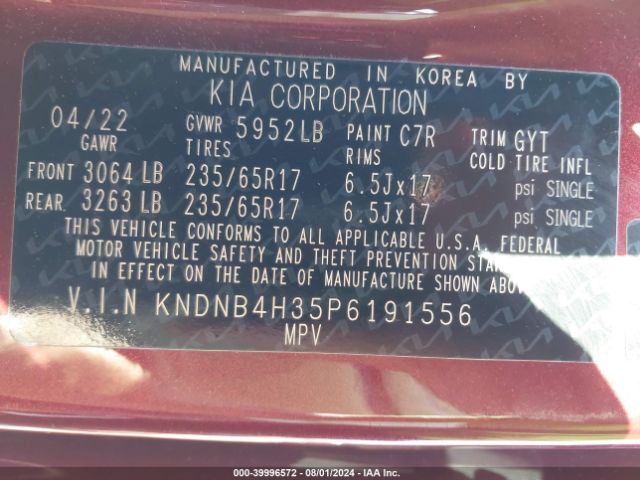 MANUFACTURED IN KOREA BY
KIA CORPORATION
04/22 GVWR 5952LB PAINT C7R TRIM GYT
GAWR TIRES RIMS COLD TIRE INFL
FRONT 3064 LB 235/65R17 6.5Jx17 psi SINGLE
REAR 3263 LB 235/65R17 6.5Jx17 psi SINGLE
THIS VEHICLE CONFORMS TO ALL APPLICABLE U.S.A. FEDERAL
MOTOR VEHICLE SAFETY AND THEFT PREVENTION
IN EFFECT ON THE DATE OF MANUFACTURE SHOWN
V.I.N KNDNB4H35P6191556
MPV
000-39996572 - 08/01/2024 - IAAI.COM